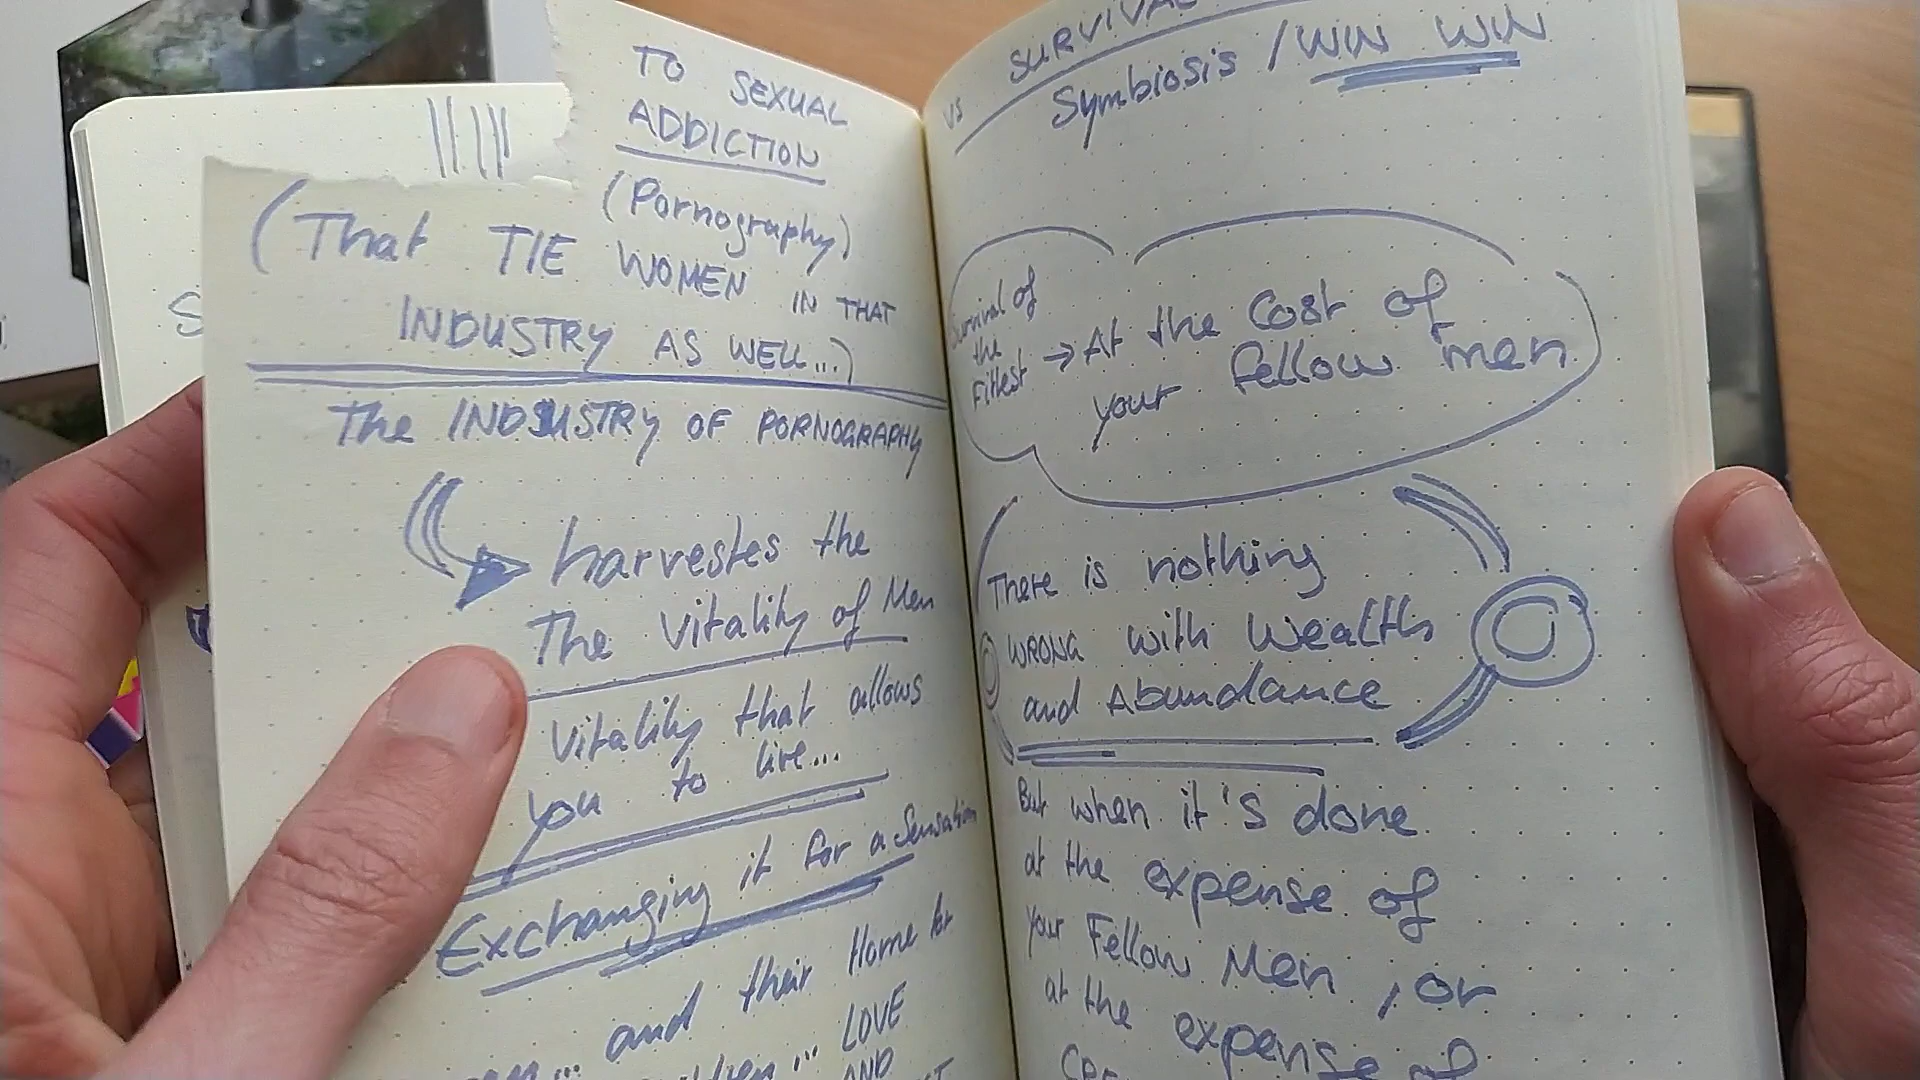 TO SEXUAL
ADDICTION
(Pornography)
(That TIE WOMEN IN THAT
INDUSTRY AS WELL...)
The INDUSTRY OF PORNOGRAPHY
harvestes the
The Vitality of Men
Vitality that allows
you to live...
Exchanging it for a Sensation
and their Home for
LOVE
AND
vs SURVIVAL
Symbiosis / WIN WIN
Survival of
the
Fittest → At the Cost of
your fellow men
There is nothing
WRONG with Wealth
and Abundance
But when it's done
at the expense of
your Fellow Men, or
at the expense of